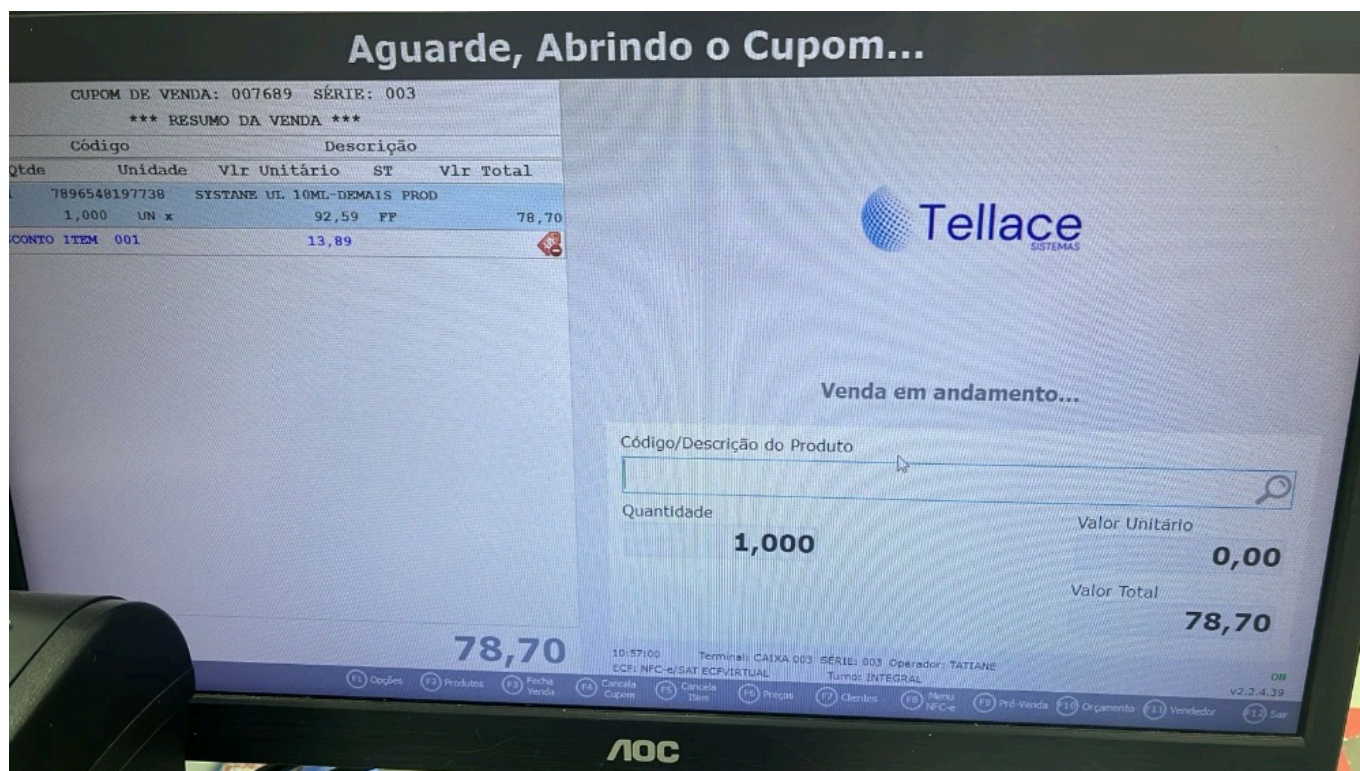 Aguarde, Abrindo o Cupom...
CUPOM DE VENDA: 007689 SÉRIE: 003
*** RESUMO DA VENDA ***
Código Descrição
Qtde Unidade Vlr Unitário ST Vlr Total
7896548197738 SYSTANE UL 10ML-DEMAIS PROD
1,000 UN x 92,59 FF 78,70
CONTO ITEM 001 13,89
78,70
Tellace
SISTEMAS
Venda em andamento...
Código/Descrição do Produto
Quantidade
1,000
Valor Unitário
0,00
Valor Total
78,70
10:57:00 Terminal: CAIXA 003 SÉRIE: 003 Operador: TATIANE
ECF: NFC-e/SAT ECFVIRTUAL Turno: INTEGRAL
ON
v2.2.4.39
F1 Opções F2 Produtos F3 Fecha Venda F4 Cancela Cupom F5 Cancela Item F6 Preços F7 Clientes F8 Menu NFC-e F9 Pré-Venda F10 Orçamento F11 Vendedor F12 Sair
AOC